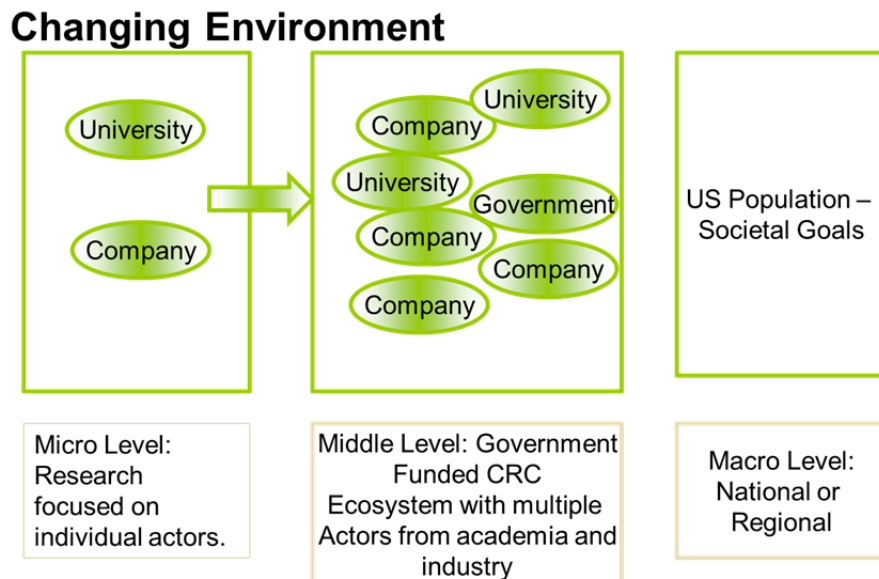 Changing Environment
University
Company
University
Company
University
Government
Company
Company
Company
US Population –
Societal Goals
Micro Level:
Research
focused on
individual actors.
Middle Level: Government
Funded CRC
Ecosystem with multiple
Actors from academia and
industry
Macro Level:
National or
Regional